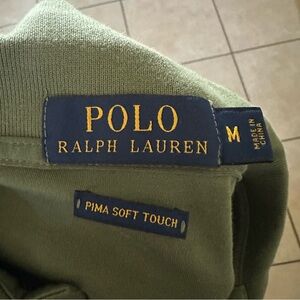 POLO
RALPH LAUREN
M
MADE IN
CHINA
PIMA SOFT TOUCH